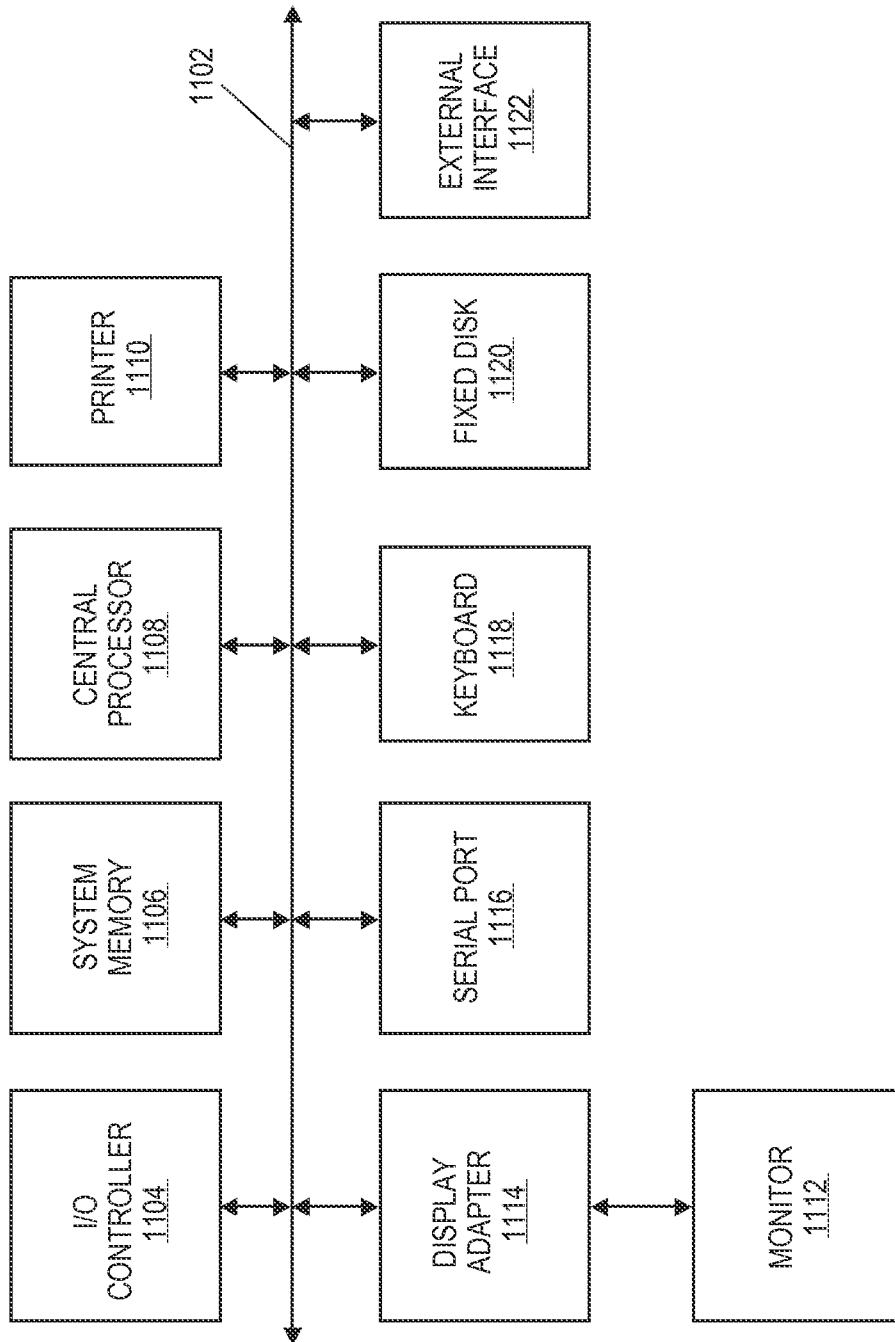 1102
I/O
CONTROLLER
1104
SYSTEM
MEMORY
1106
CENTRAL
PROCESSOR
1108
PRINTER
1110
DISPLAY
ADAPTER
1114
SERIAL PORT
1116
KEYBOARD
1118
FIXED DISK
1120
EXTERNAL
INTERFACE
1122
MONITOR
1112